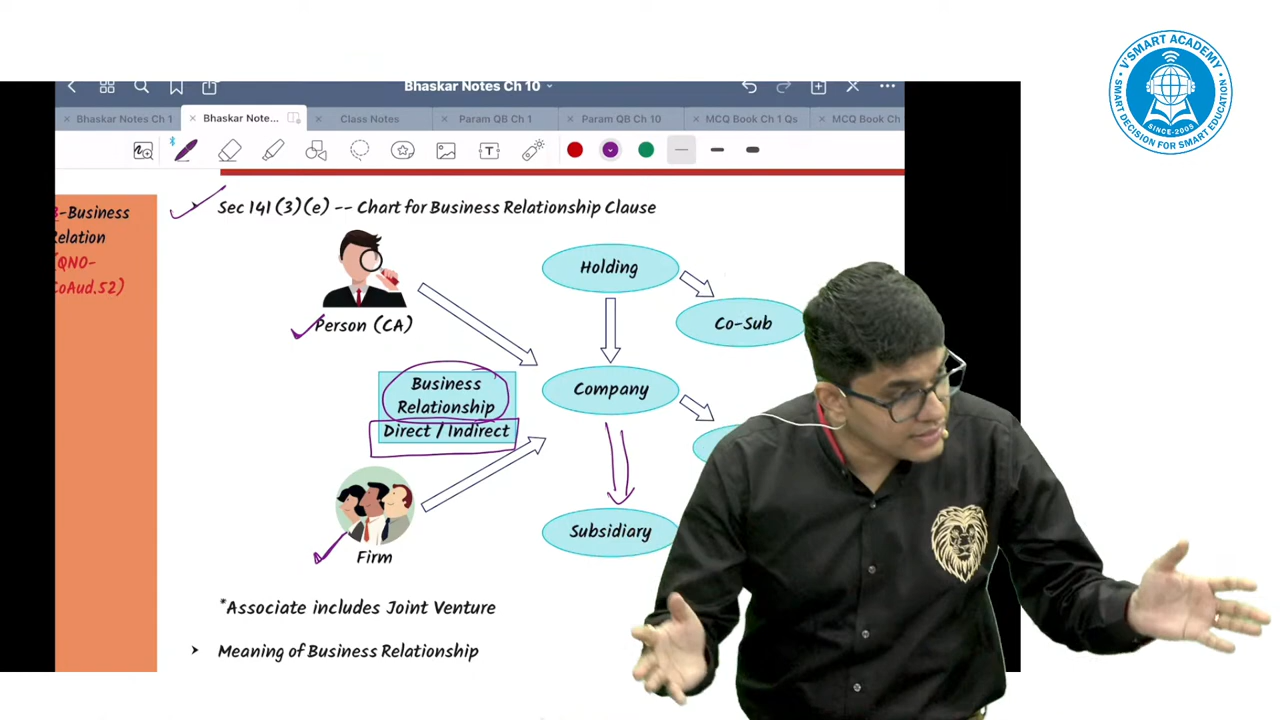 V'SMART ACADEMY
SMART DECISION FOR SMART EDUCATION
SINCE-2005
Bhaskar Notes Ch 10
Bhaskar Notes Ch 1
Bhaskar Note...
Class Notes
Param QB Ch 1
Param QB Ch 10
MCQ Book Ch 1 Qs
MCQ Book Ch
-Business
Relation
(QNO-
CoAud.52)
Sec 141(3)(e) -- Chart for Business Relationship Clause
Holding
Co-Sub
Person (CA)
Business
Relationship
Direct / Indirect
Company
Subsidiary
Firm
*Associate includes Joint Venture
Meaning of Business Relationship